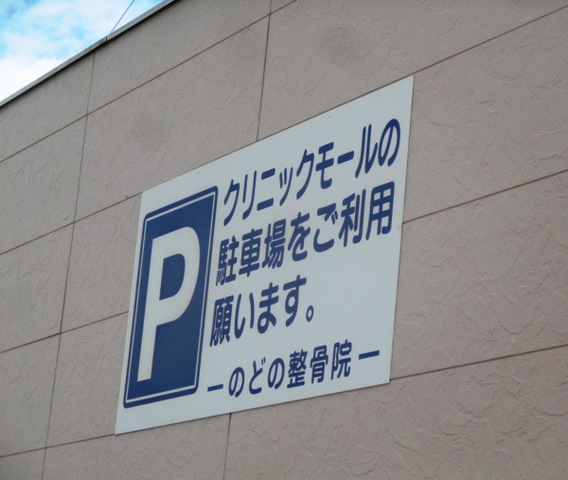 P
クリニックモールの
駐車場をご利用
願います。
ーのどの整骨院ー